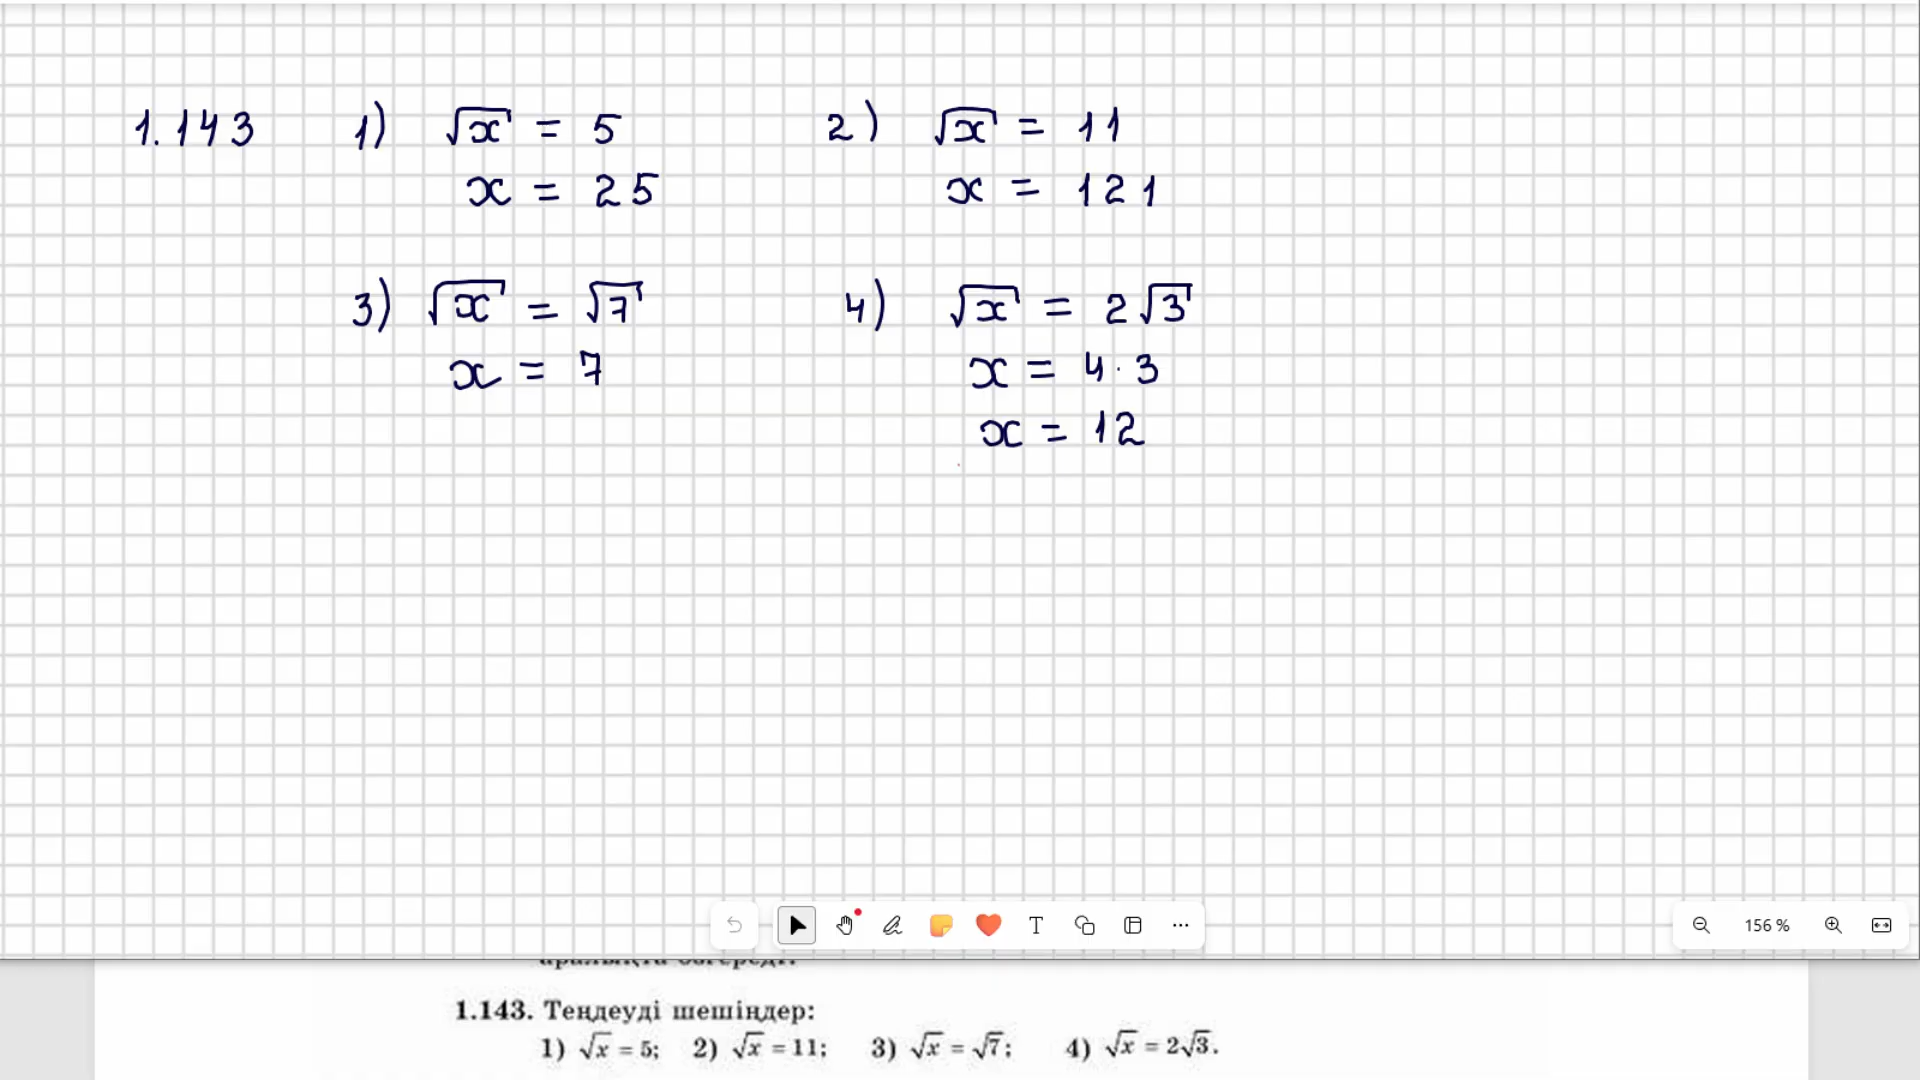 1.143 1) √x = 5 2) √x = 11
x = 25 x = 121
3) √x = √7 4) √x = 2√3
x = 7 x = 4·3
x = 12
T ... 156 %
1.143. Теңдеуді шешіңдер:
1) √x = 5; 2) √x = 11; 3) √x = √7; 4) √x = 2√3.